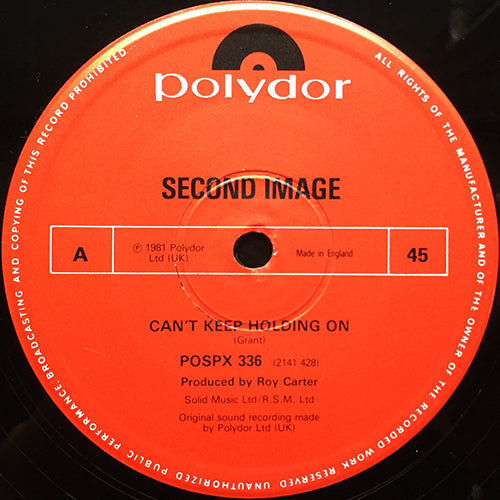 polydor
SECOND IMAGE
A
℗ 1981 Polydor
Ltd (UK)
Made in England
45
CAN'T KEEP HOLDING ON
(Grant)
POSPX 336 (2141 428)
Produced by Roy Carter
Solid Music Ltd/R.S.M. Ltd
Original sound recording made
by Polydor Ltd (UK)
ALL RIGHTS OF THE MANUFACTURER AND OF THE OWNER OF THE RECORDED WORK RESERVED. UNAUTHORIZED PUBLIC PERFORMANCE, BROADCASTING AND COPYING OF THIS RECORD PROHIBITED